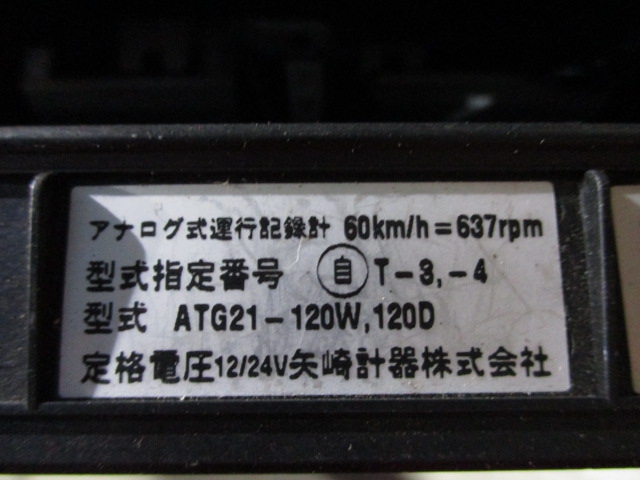 アナログ式運行記録計 60km/h=637rpm
型式指定番号 自 T-3,-4
型式 ATG21-120W,120D
定格電圧12/24V矢崎計器株式会社